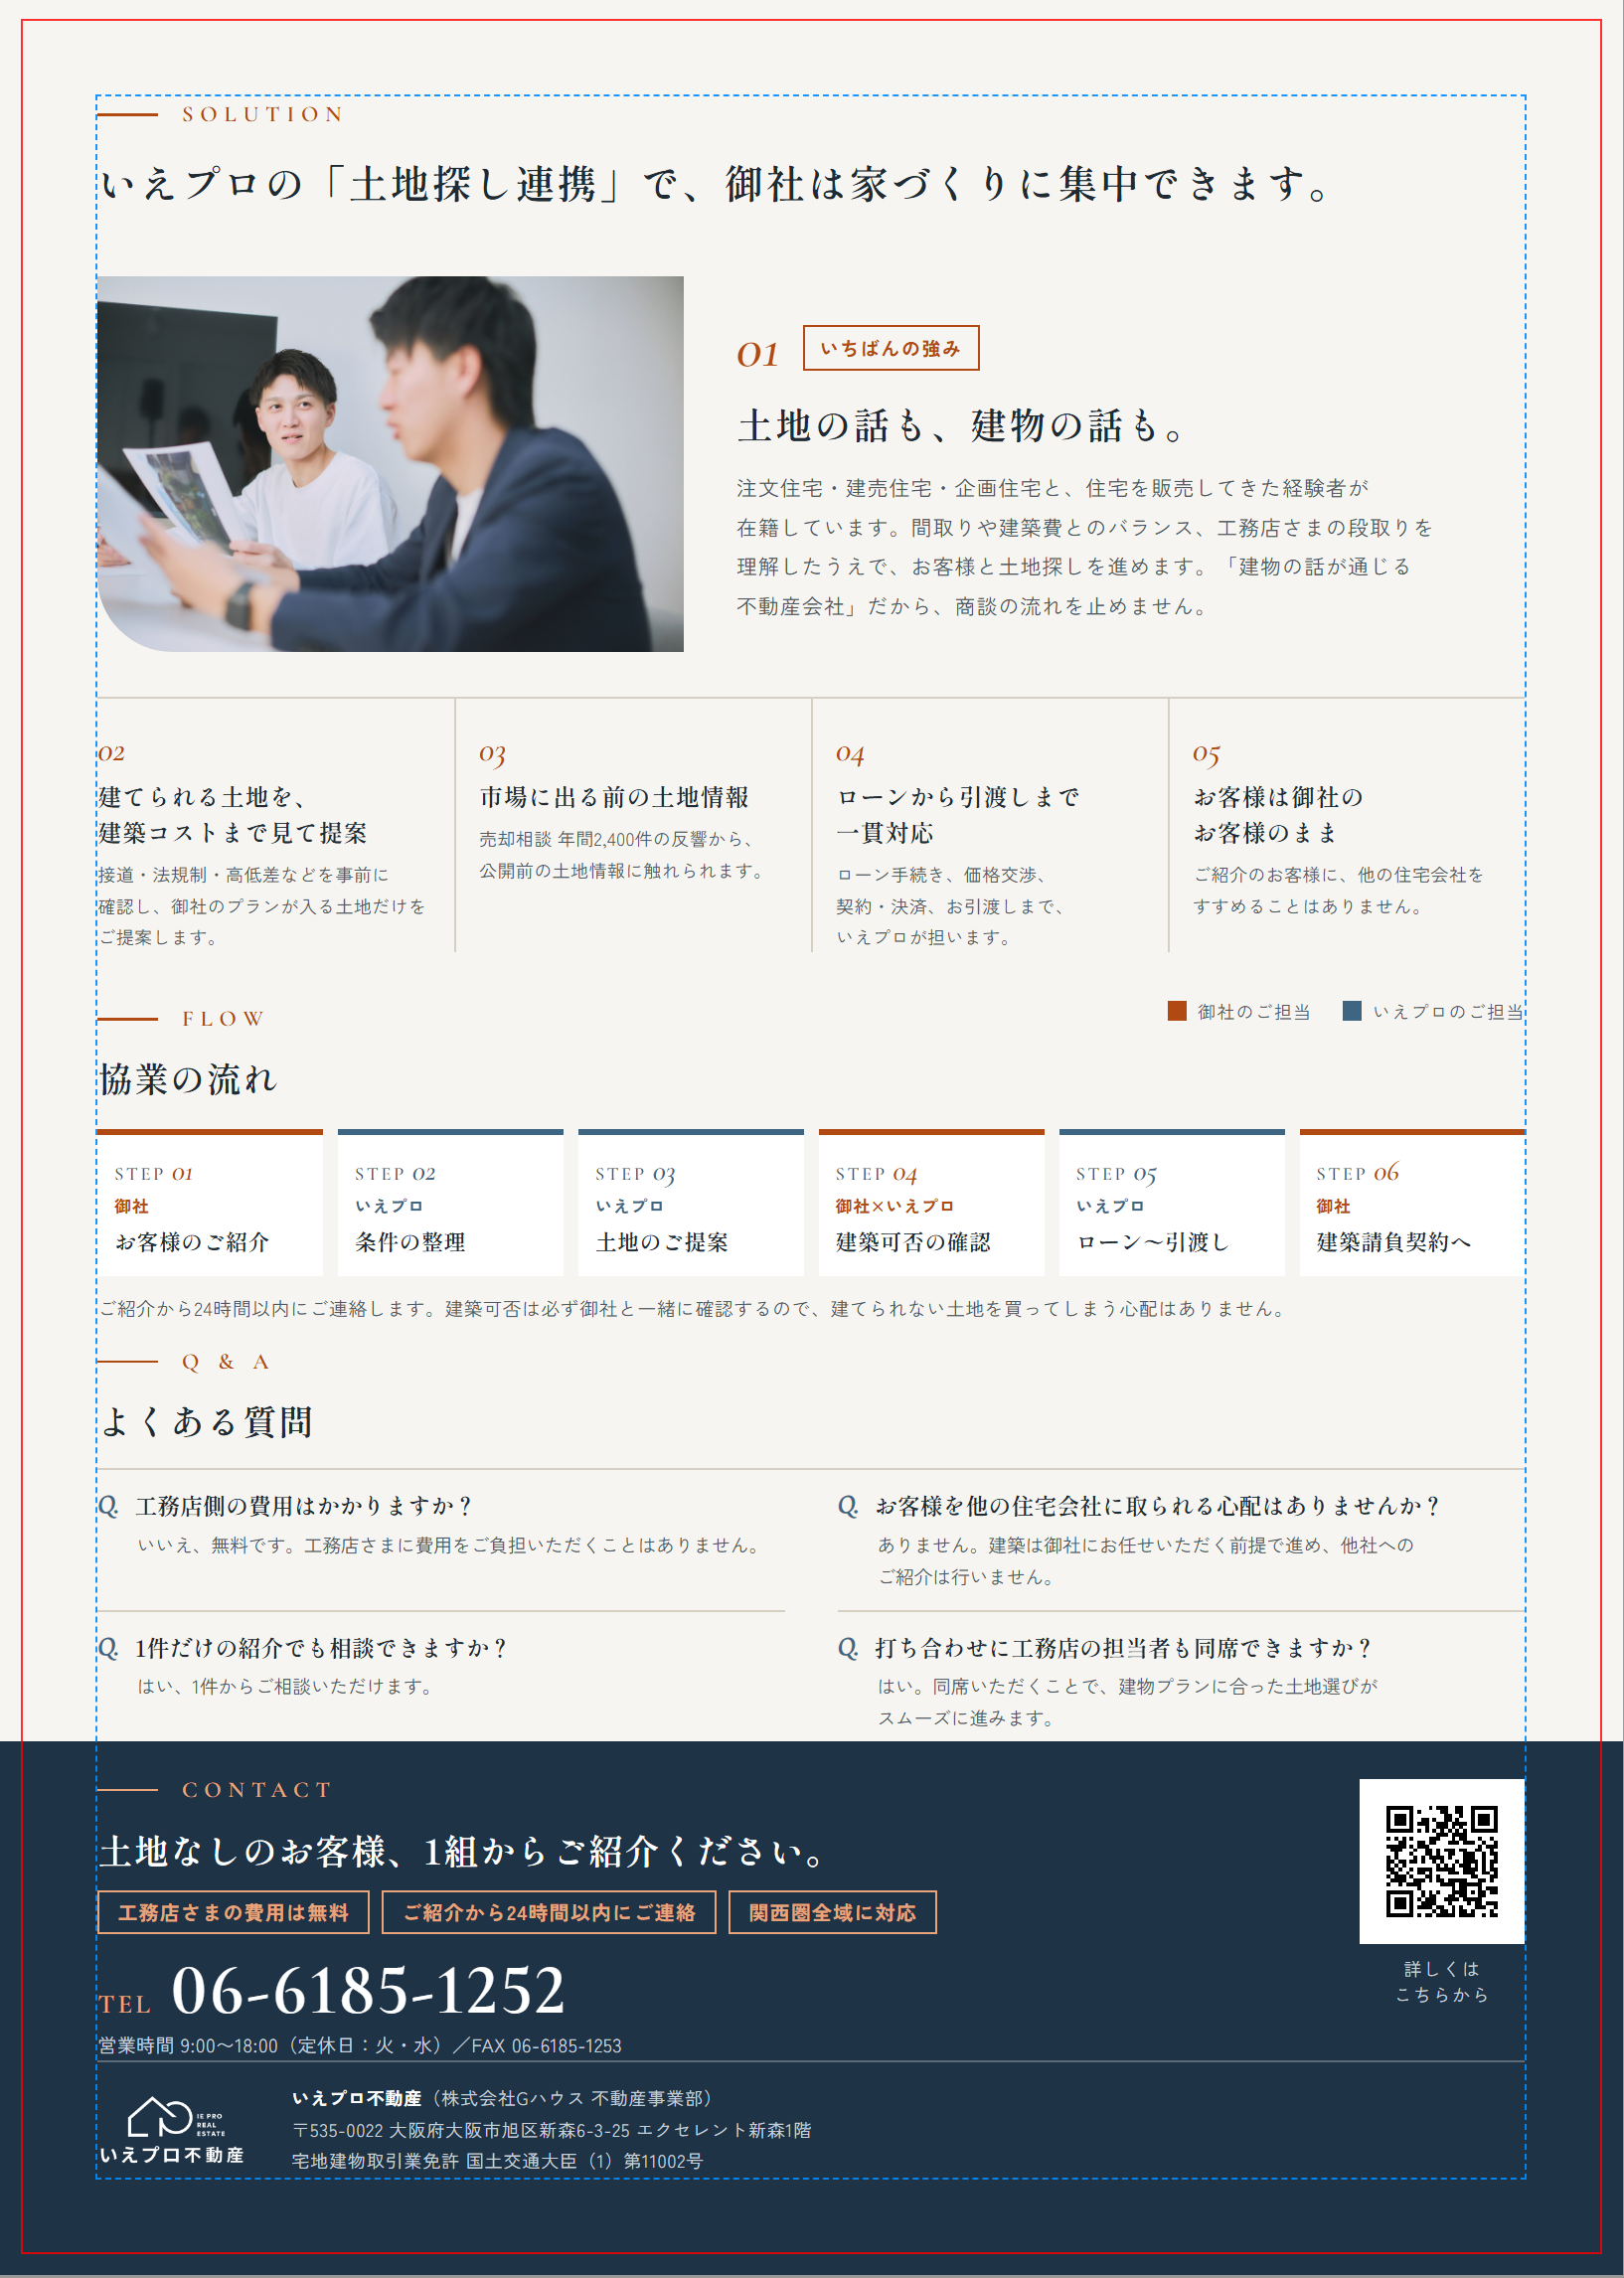 SOLUTION
いえプロの「土地探し連携」で、御社は家づくりに集中できます。
01 いちばんの強み
土地の話も、建物の話も。
注文住宅・建売住宅・企画住宅と、住宅を販売してきた経験者が
在籍しています。間取りや建築費とのバランス、工務店さまの段取りを
理解したうえで、お客様と土地探しを進めます。「建物の話が通じる
不動産会社」だから、商談の流れを止めません。
02
建てられる土地を、
建築コストまで見て提案
接道・法規制・高低差などを事前に
確認し、御社のプランが入る土地だけを
ご提案します。
03
市場に出る前の土地情報
売却相談 年間2,400件の反響から、
公開前の土地情報に触れられます。
04
ローンから引渡しまで
一貫対応
ローン手続き、価格交渉、
契約・決済、お引渡しまで、
いえプロが担います。
05
お客様は御社の
お客様のまま
ご紹介のお客様に、他の住宅会社を
すすめることはありません。
FLOW
御社のご担当 いえプロのご担当
協業の流れ
STEP 01
御社
お客様のご紹介
STEP 02
いえプロ
条件の整理
STEP 03
いえプロ
土地のご提案
STEP 04
御社×いえプロ
建築可否の確認
STEP 05
いえプロ
ローン〜引渡し
STEP 06
御社
建築請負契約へ
ご紹介から24時間以内にご連絡します。建築可否は必ず御社と一緒に確認するので、建てられない土地を買ってしまう心配はありません。
Q & A
よくある質問
Q. 工務店側の費用はかかりますか？
いいえ、無料です。工務店さまに費用をご負担いただくことはありません。
Q. お客様を他の住宅会社に取られる心配はありませんか？
ありません。建築は御社にお任せいただく前提で進め、他社への
ご紹介は行いません。
Q. 1件だけの紹介でも相談できますか？
はい、1件からご相談いただけます。
Q. 打ち合わせに工務店の担当者も同席できますか？
はい。同席いただくことで、建物プランに合った土地選びが
スムーズに進みます。
CONTACT
土地なしのお客様、1組からご紹介ください。
工務店さまの費用は無料 ご紹介から24時間以内にご連絡 関西圏全域に対応
TEL 06-6185-1252
営業時間 9:00〜18:00（定休日：火・水）／FAX 06-6185-1253
詳しくは
こちらから
IE PRO
REAL
ESTATE
いえプロ不動産
いえプロ不動産（株式会社Gハウス 不動産事業部）
〒535-0022 大阪府大阪市旭区新森6-3-25 エクセレント新森1階
宅地建物取引業免許 国土交通大臣（1）第11002号